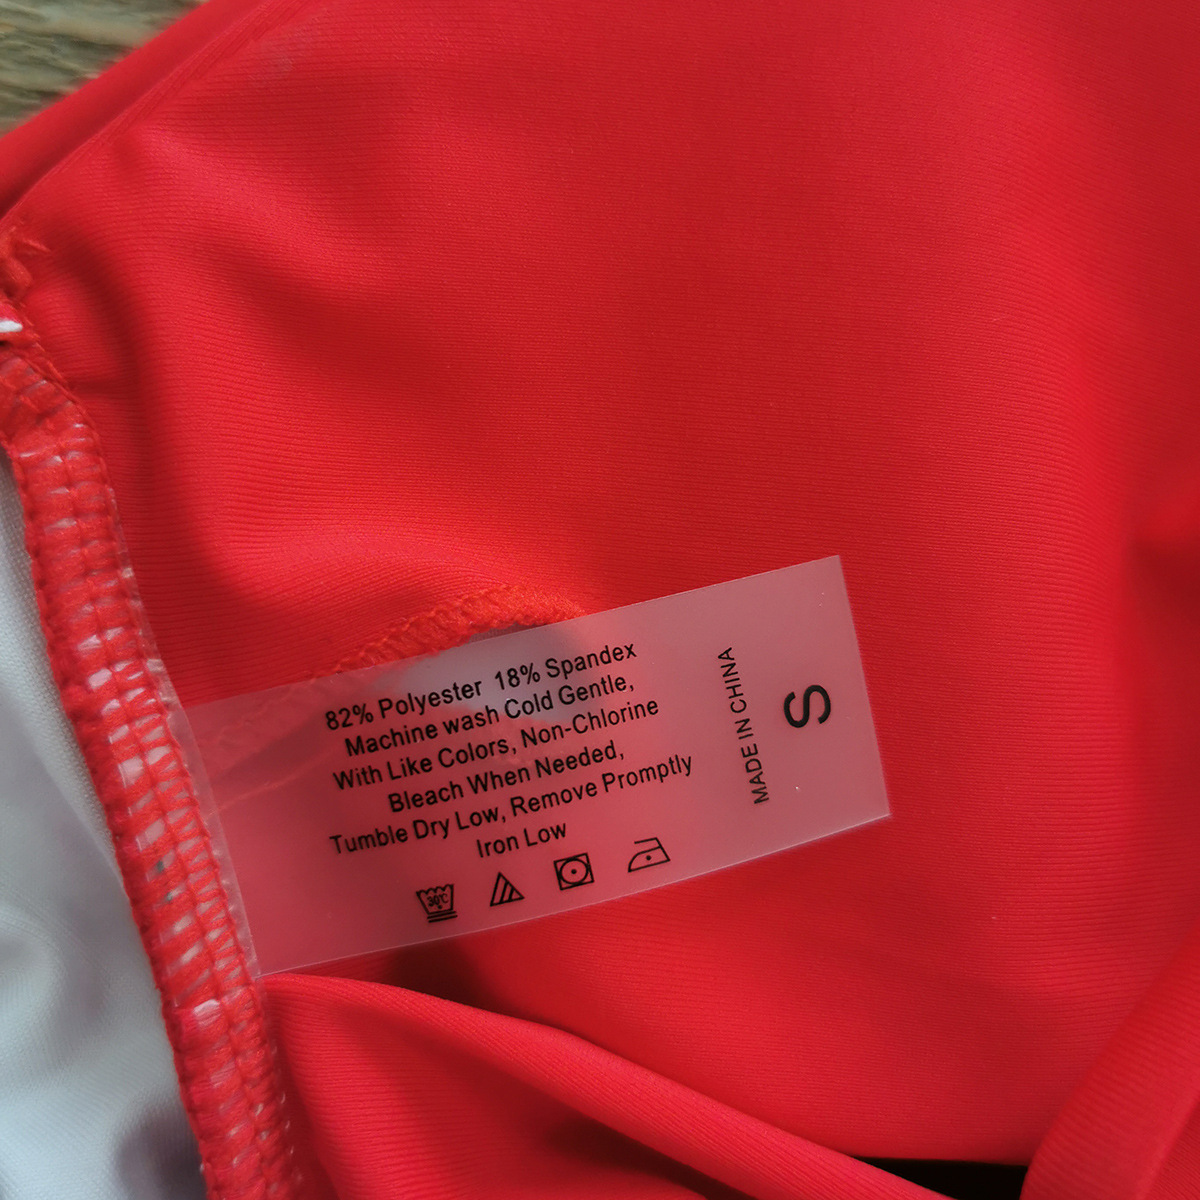 82% Polyester 18% Spandex
Machine wash Cold Gentle,
With Like Colors, Non-Chlorine
Bleach When Needed,
Tumble Dry Low, Remove Promptly
Iron Low
30°C
MADE IN CHINA
S